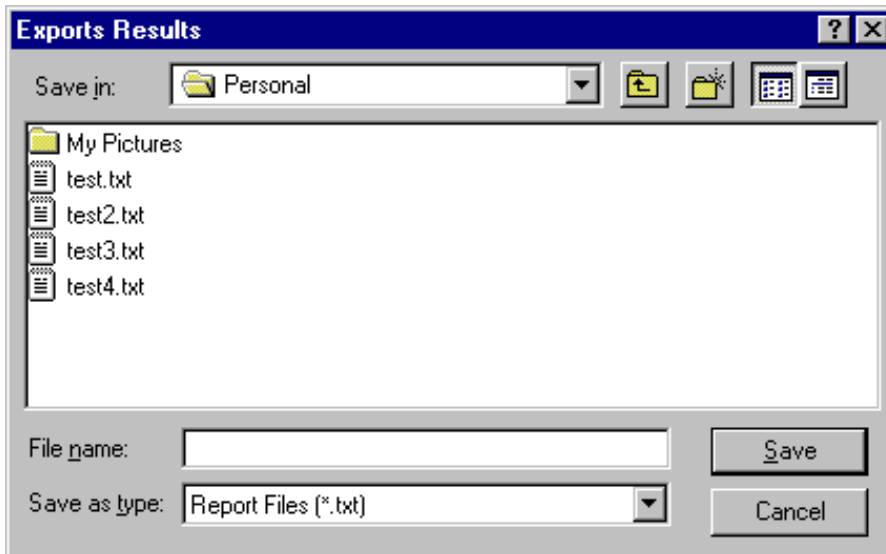 Exports Results
Save in: Personal
My Pictures
test.txt
test2.txt
test3.txt
test4.txt
File name: Save
Save as type: Report Files (*.txt) Cancel